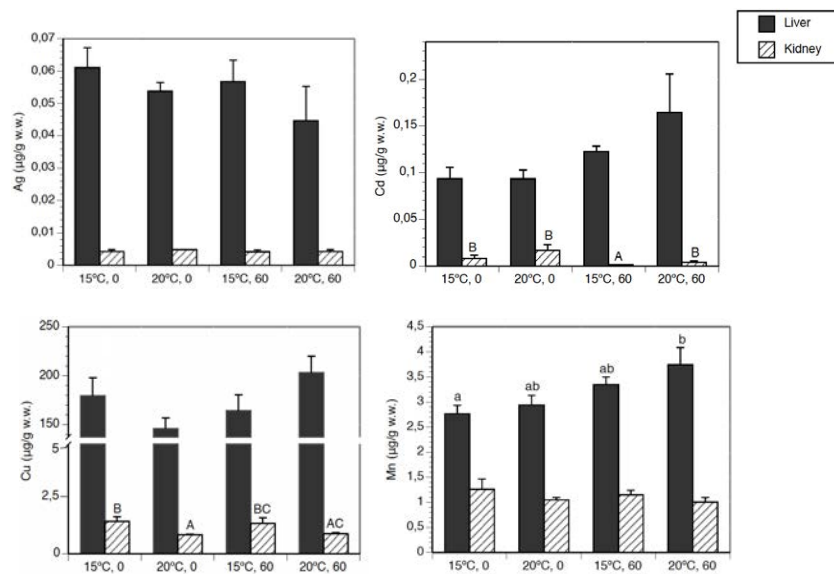 Liver
Kidney
Ag (µg/g w.w.)
0,07
0,06
0,05
0,04
0,03
0,02
0,01
0
15ºC, 0
20ºC, 0
15ºC, 60
20ºC, 60
Cd (µg/g w.w.)
0,2
0,15
0,1
0,05
0
B
B
A
B
15ºC, 0
20ºC, 0
15ºC, 60
20ºC, 60
Cu (µg/g w.w.)
250
200
150
5
2,5
0
B
A
BC
AC
15ºC, 0
20ºC, 0
15ºC, 60
20ºC, 60
Mn (µg/g w.w.)
4,5
4
3,5
3
2,5
2
1,5
1
0,5
0
a
ab
ab
b
15ºC, 0
20ºC, 0
15ºC, 60
20ºC, 60